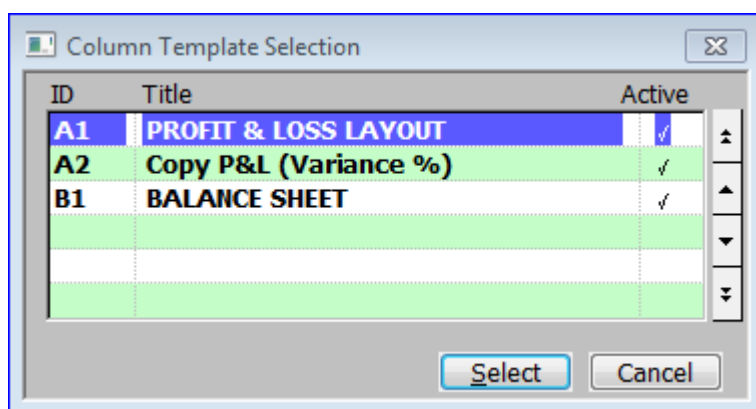 Column Template Selection
ID Title Active
A1 PROFIT & LOSS LAYOUT √
A2 Copy P&L (Variance %) √
B1 BALANCE SHEET √
Select Cancel